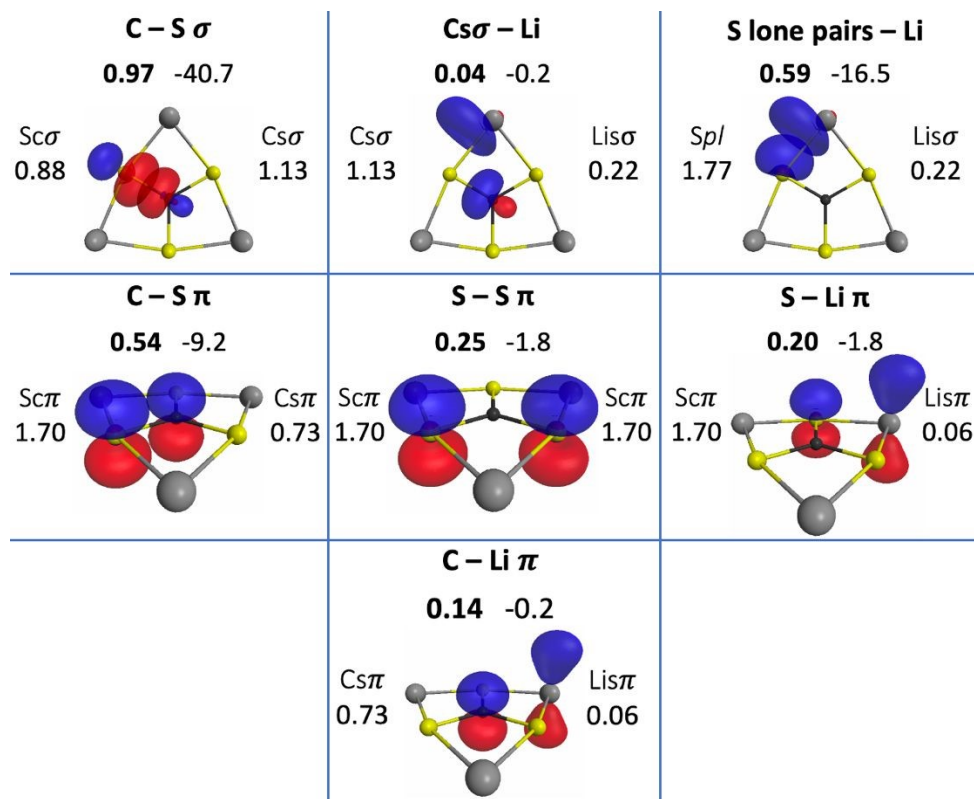 C – S σ
0.97 -40.7
Scσ
0.88
Csσ
1.13
Csσ – Li
0.04 -0.2
Csσ
1.13
Lisσ
0.22
S lone pairs – Li
0.59 -16.5
Spl
1.77
Lisσ
0.22
C – S π
0.54 -9.2
Scπ
1.70
Csπ
0.73
S – S π
0.25 -1.8
Scπ
1.70
Scπ
1.70
S – Li π
0.20 -1.8
Scπ
1.70
Lisπ
0.06
C – Li π
0.14 -0.2
Csπ
0.73
Lisπ
0.06